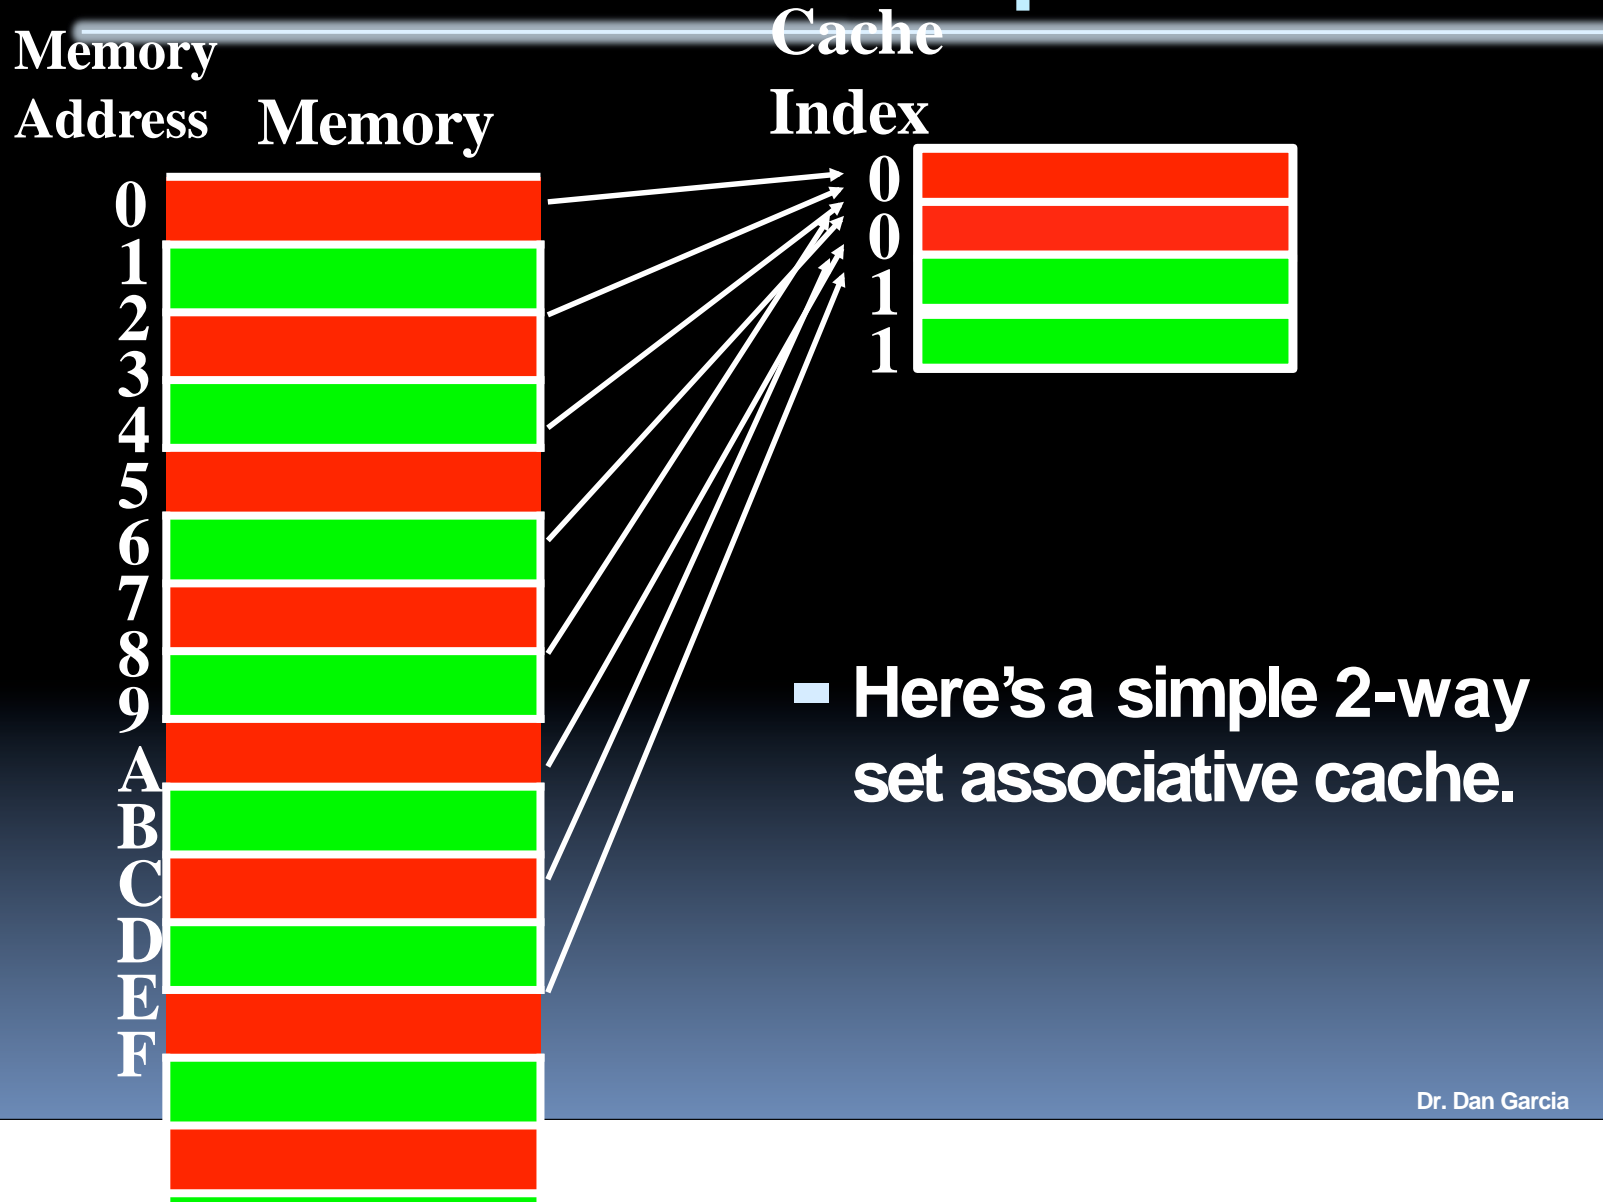 Memory
Address
Memory
Cache
Index
0
1
2
3
4
5
6
7
8
9
A
B
C
D
E
F
0
0
1
1
Here's a simple 2-way
set associative cache.
Dr. Dan Garcia